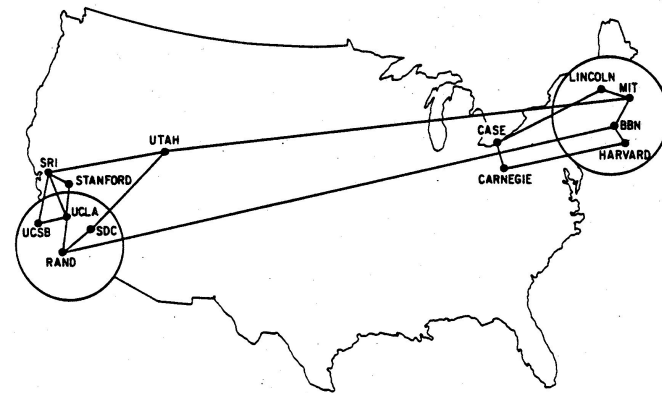 LINCOLN
MIT
CASE
BBN
UTAH
HARVARD
SRI
CARNEGIE
STANFORD
UCLA
UCSB
SDC
RAND